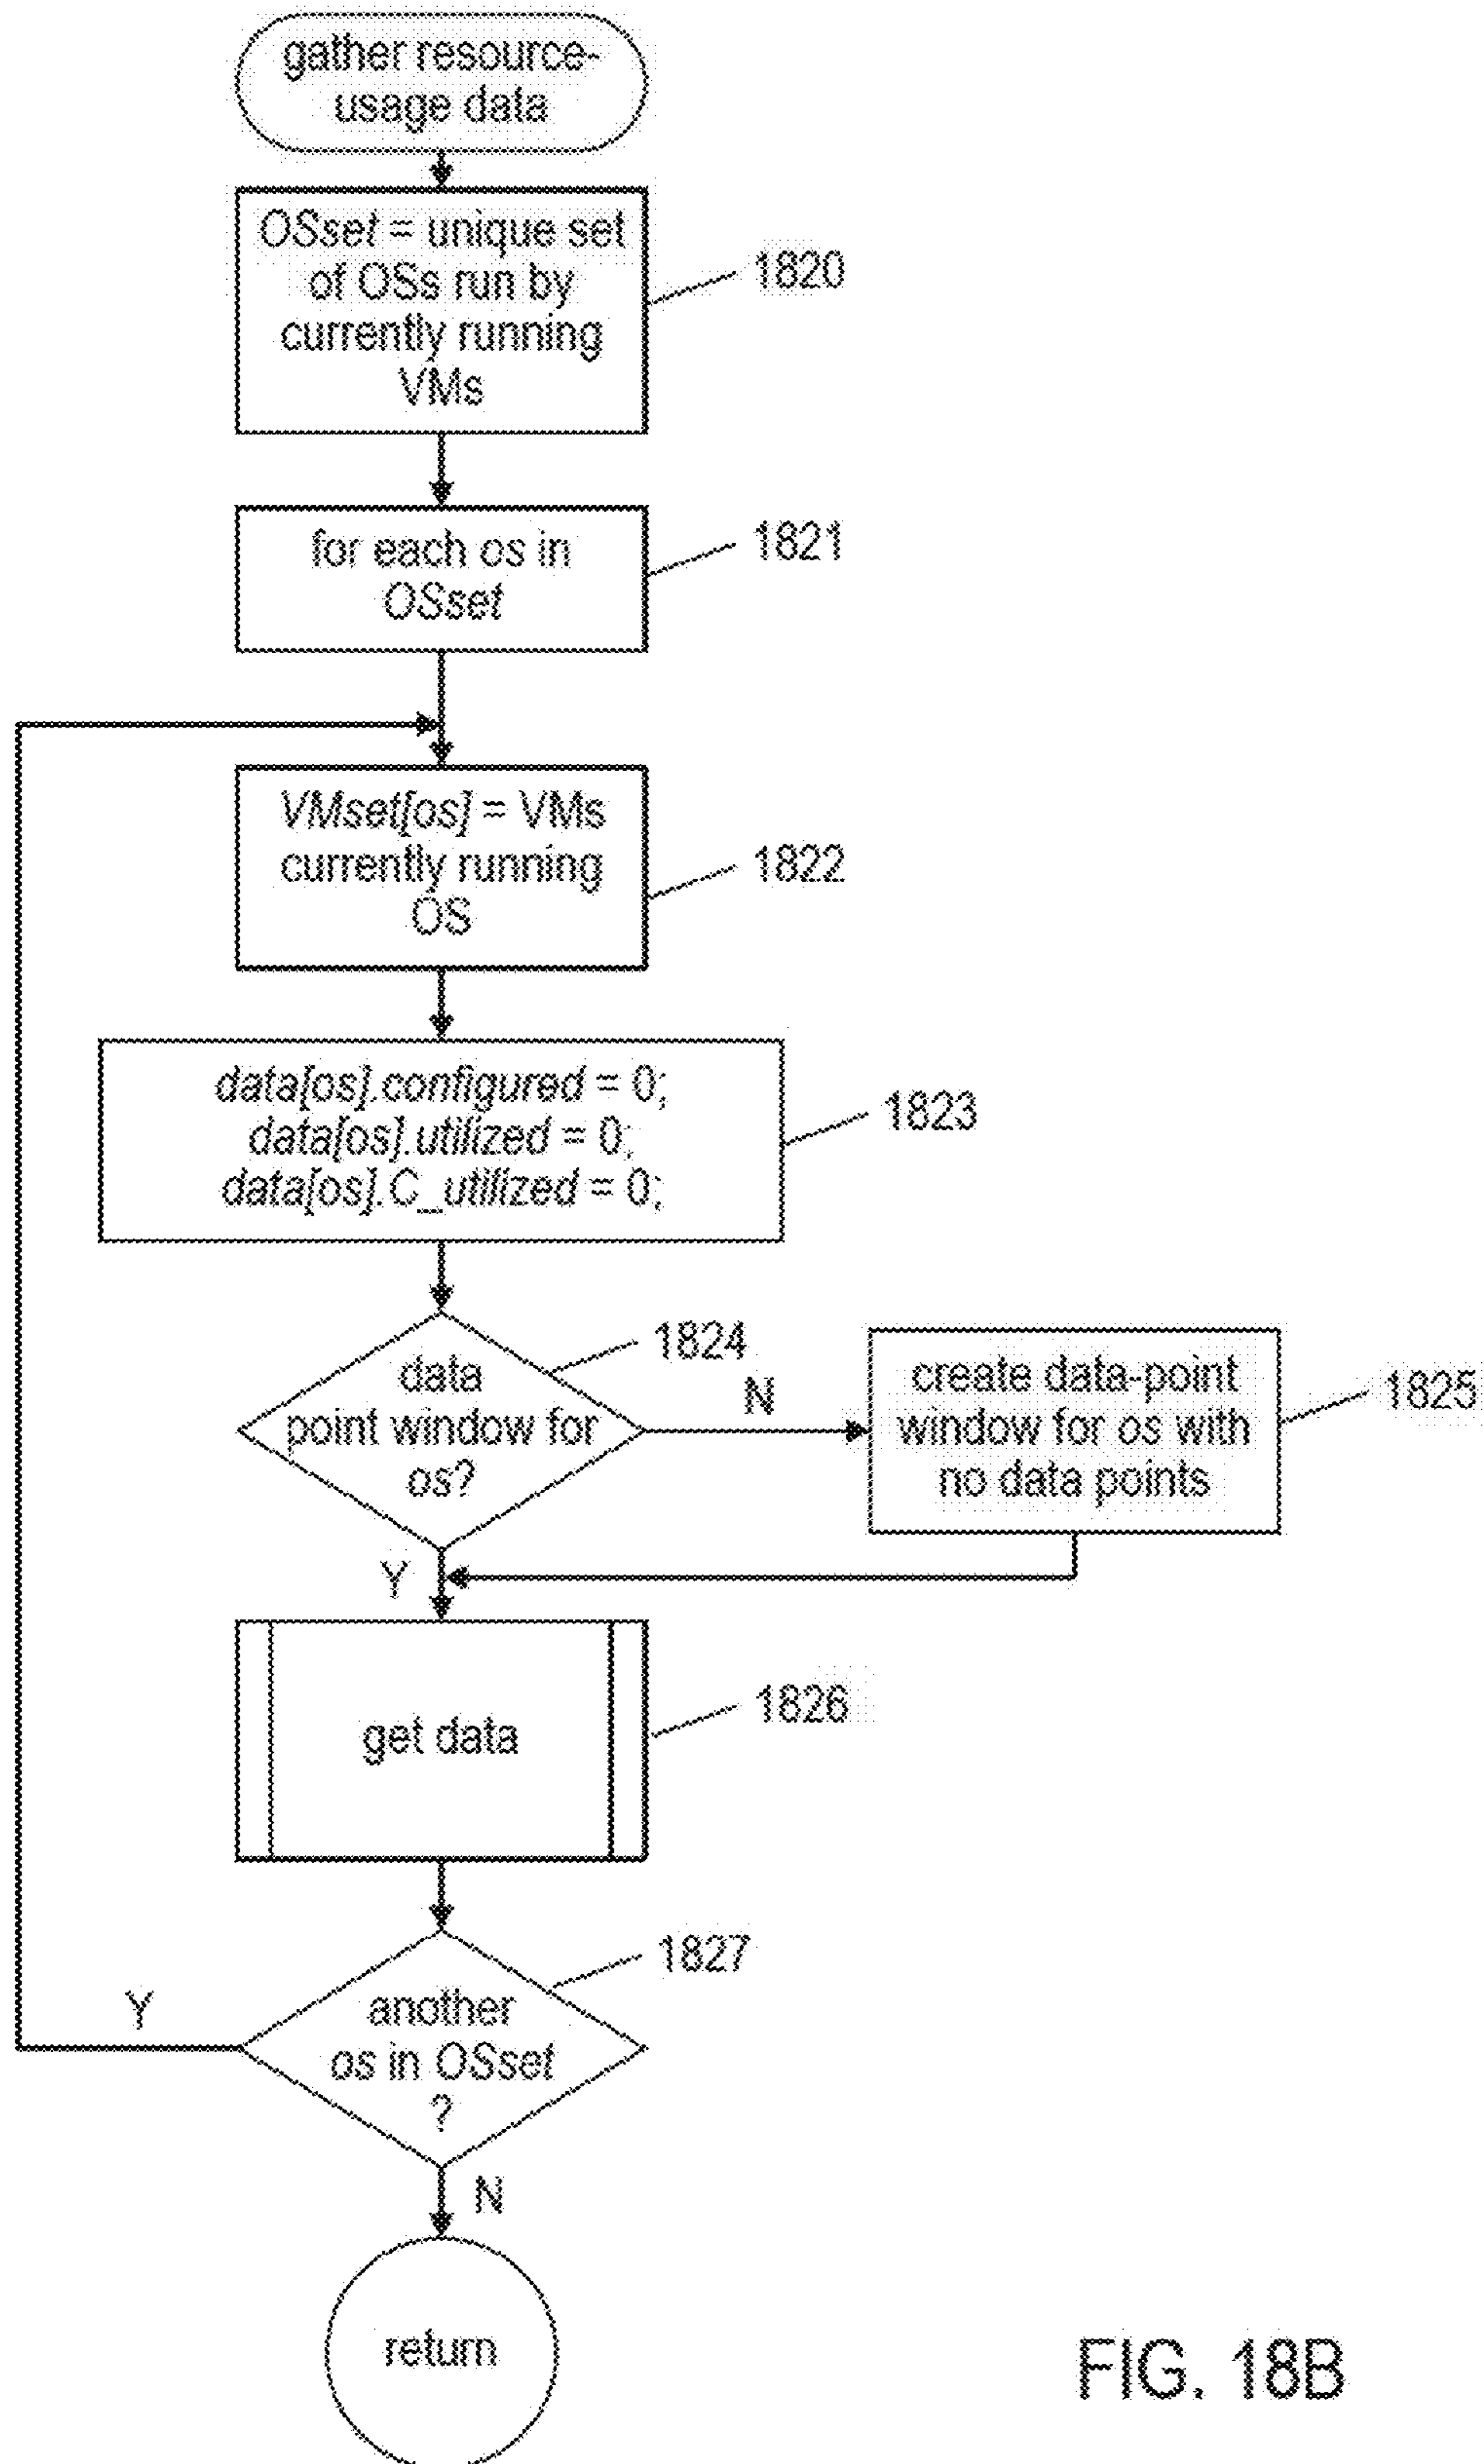 gather resource-
usage data
OSset = unique set
of OSs run by
currently running
VMs
1820
for each os in
OSset
1821
VMset[os] = VMs
currently running
OS
1822
data[os].configured = 0;
data[os].utilized = 0;
data[os].C_utilized = 0;
1823
data
point window for
os?
1824
N
create data-point
window for os with
no data points
1825
Y
get data
1826
another
os in OSset
?
1827
Y
N
return
FIG. 18B